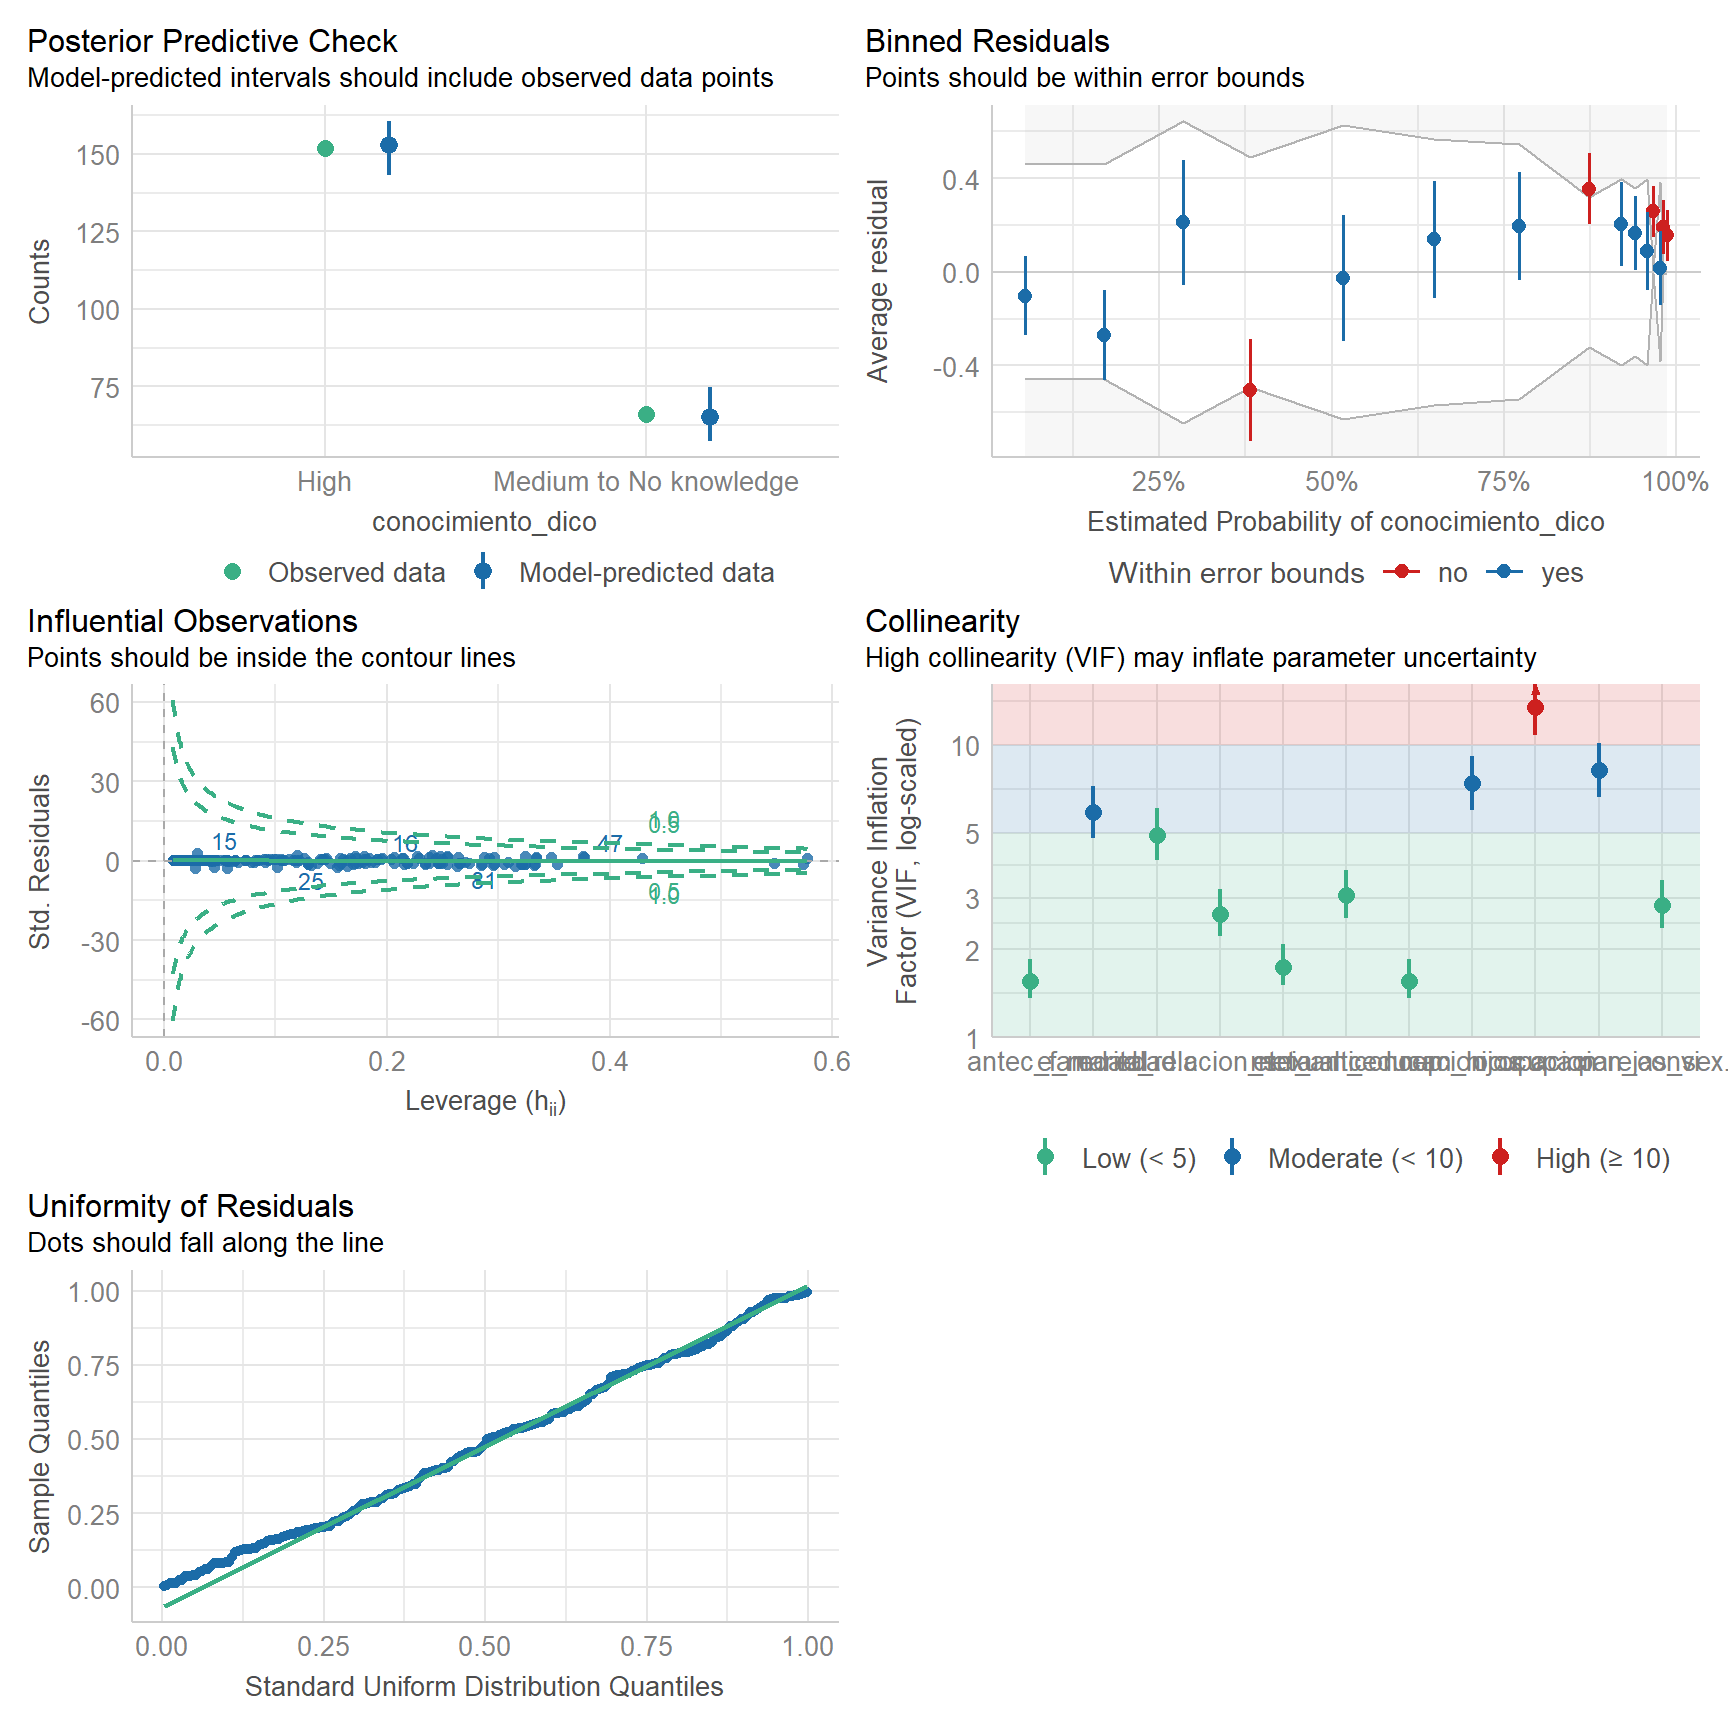 Posterior Predictive Check
Model-predicted intervals should include observed data points
Counts
150
125
100
75
High
Medium to No knowledge
conocimiento_dico
Observed data
Model-predicted data
Binned Residuals
Points should be within error bounds
Average residual
0.4
0.0
-0.4
25%
50%
75%
100%
Estimated Probability of conocimiento_dico
Within error bounds
no
yes
Influential Observations
Points should be inside the contour lines
Std. Residuals
60
30
0
-30
-60
15
16
47
25
81
0.5
0.5
1.0
0.0
0.2
0.4
0.6
Leverage (hii)
Collinearity
High collinearity (VIF) may inflate parameter uncertainty
Variance Inflation
Factor (VIF, log-scaled)
10
5
3
2
1
Low (< 5)
Moderate (< 10)
High (≥ 10)
Uniformity of Residuals
Dots should fall along the line
Sample Quantiles
1.00
0.75
0.50
0.25
0.00
0.00
0.25
0.50
0.75
1.00
Standard Uniform Distribution Quantiles